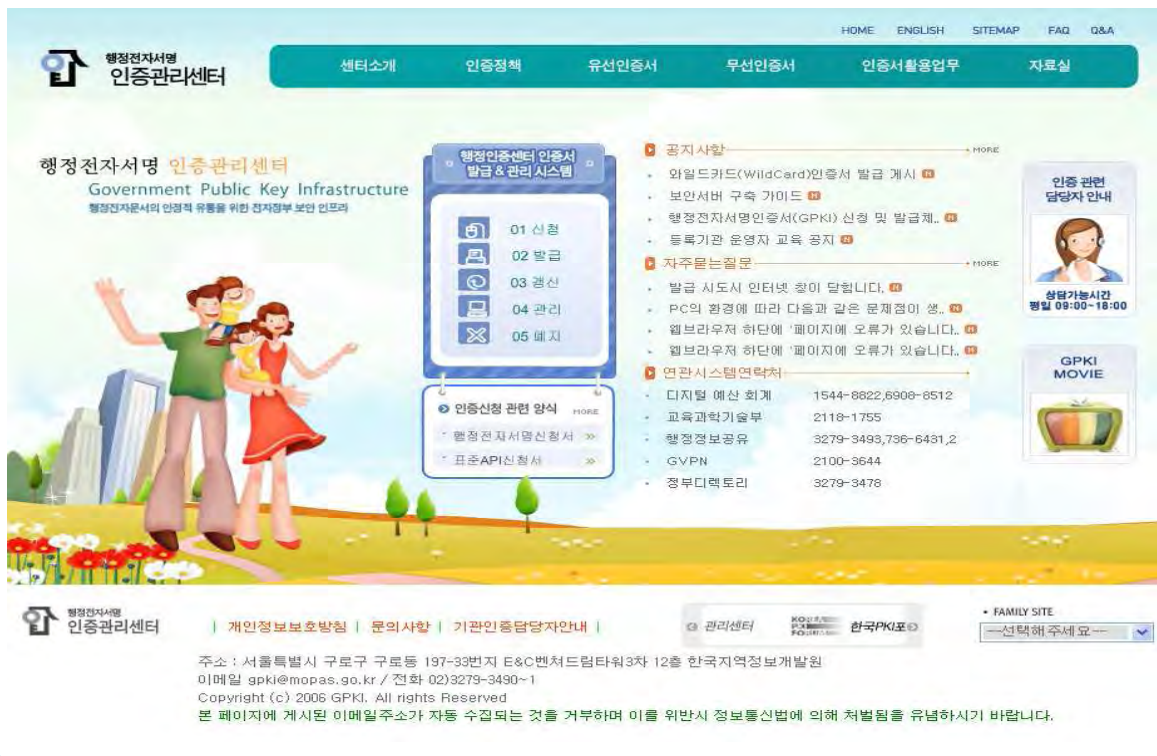 HOME ENGLISH SITEMAP FAQ Q&A
행정전자서명
인증관리센터
센터소개 인증정책 유선인증서 무선인증서 인증서활용업무 자료실
행정전자서명 인증관리센터
Government Public Key Infrastructure
행정전자문서의 안정적 유통을 위한 전자정부 보안 인프라
행정인증센터 인증서
발급 & 관리 시스템
01 신청
02 발급
03 갱신
04 관리
05 폐지
인증신청 관련 양식 MORE
행정전자서명신청서 »
표준API신청서 »
공지사항 MORE
와일드카드(WildCard)인증서 발급 게시 N
보안서버 구축 가이드 N
행정전자서명인증서(GPKI) 신청 및 발급체.. N
등록기관 운영자 교육 공지 N
자주묻는질문 MORE
발급 시도시 인터넷 창이 닫힙니다. N
PC의 환경에 따라 다음과 같은 문제점이 생.. N
웹브라우저 하단에 '페이지에 오류가 있습니다.. N
웹브라우저 하단에 '페이지에 오류가 있습니다.. N
연관시스템연락처
디지털 예산 회계 1544-8822,6908-8512
교육과학기술부 2118-1755
행정정보공유 3279-3493,736-6431,2
GVPN 2100-3644
정부디렉토리 3279-3478
인증 관련
담당자 안내
상담가능시간
평일 09:00~18:00
GPKI
MOVIE
행정전자서명
인증관리센터
| 개인정보보호방침 | 문의사항 | 기관인증담당자안내 |
관리센터
한국PKI포
• FAMILY SITE
---선택해주세요---
주소 : 서울특별시 구로구 구로동 197-33번지 E&C벤처드림타워3차 12층 한국지역정보개발원
이메일 gpki@mopas.go.kr / 전화 02)3279-3490~1
Copyright (c) 2006 GPKI. All rights Reserved
본 페이지에 게시된 이메일주소가 자동 수집되는 것을 거부하며 이를 위반시 정보통신법에 의해 처벌됨을 유념하시기 바랍니다.